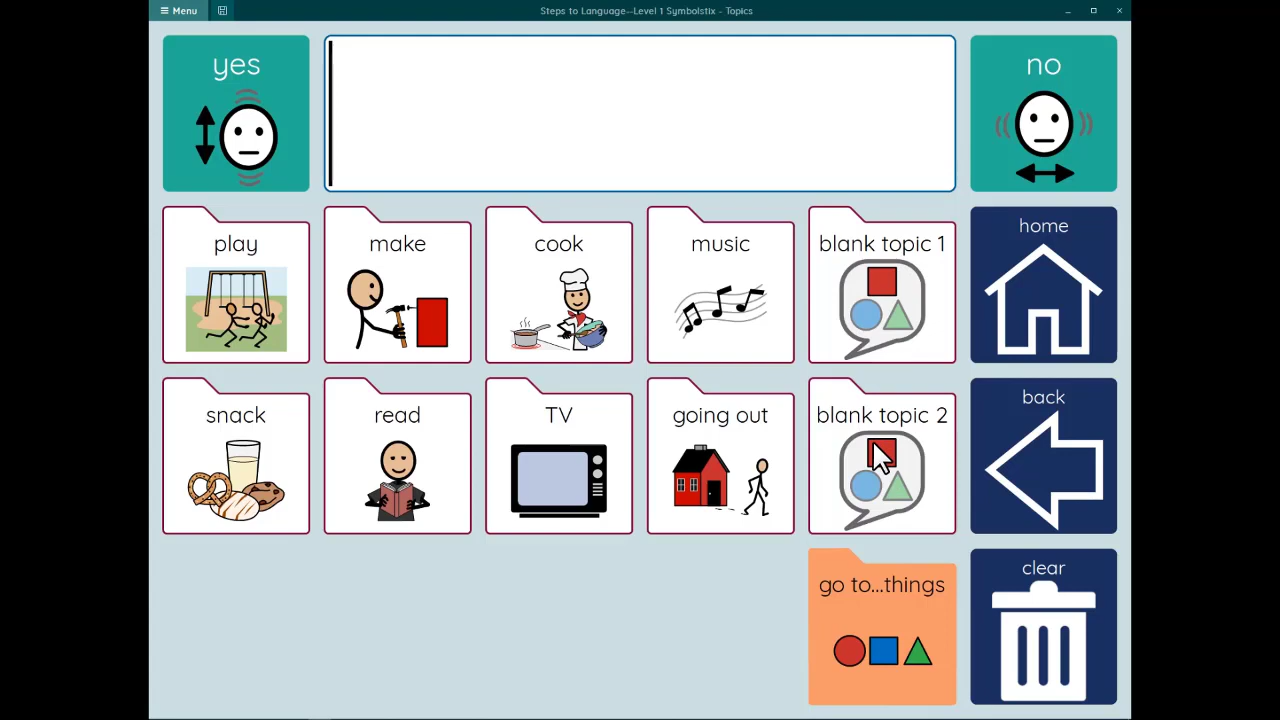 Menu
Steps to Language--Level 1 Symbolstix - Topics
yes
no
play
make
cook
music
blank topic 1
home
snack
read
TV
going out
blank topic 2
back
go to...things
clear